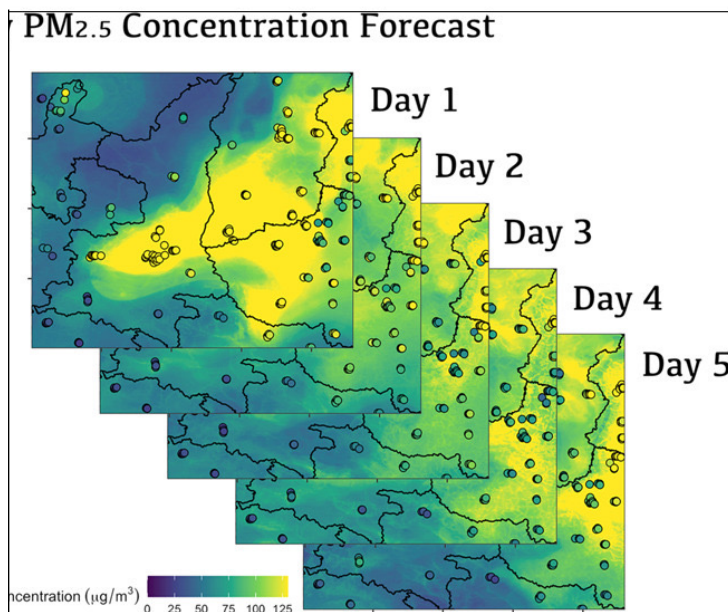 PM2.5 Concentration Forecast
Day 1
Day 2
Day 3
Day 4
Day 5
ncentration (μg/m³) 0 25 50 75 100 125